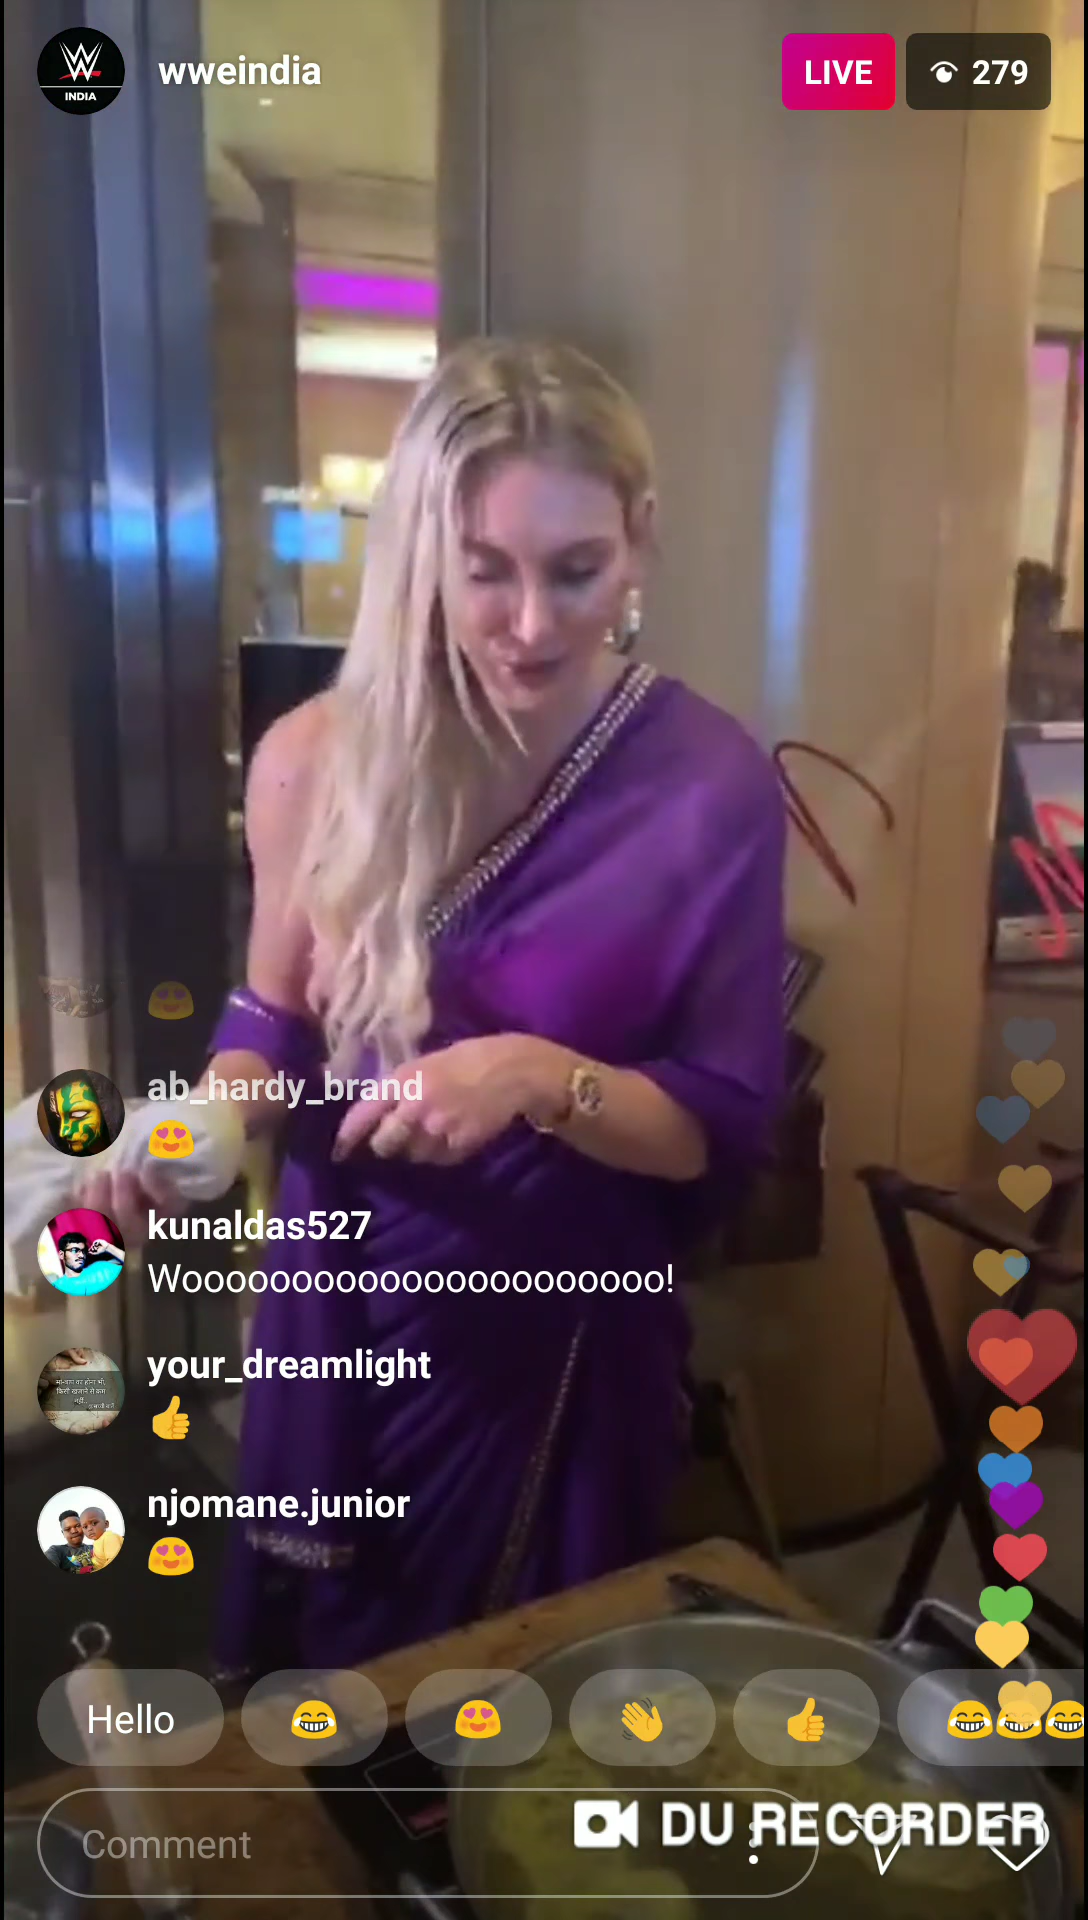 W
INDIA
wweindia
LIVE
279
ab_hardy_brand
😍
kunaldas527
Woooooooooooooooooooooo!
your_dreamlight
👍
njomane.junior
😍
Hello
Comment
DU RECORDER